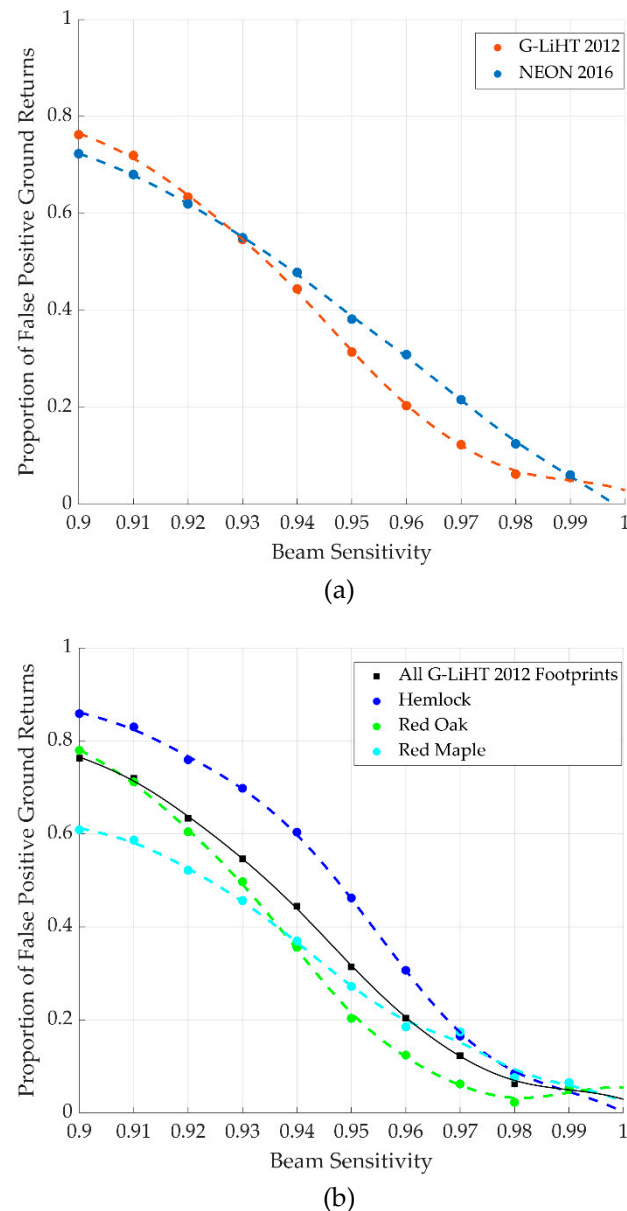 G-LiHT 2012
NEON 2016
Proportion of False Positive Ground Returns
1
0.8
0.6
0.4
0.2
0
0.9 0.91 0.92 0.93 0.94 0.95 0.96 0.97 0.98 0.99 1
Beam Sensitivity
(a)
All G-LiHT 2012 Footprints
Hemlock
Red Oak
Red Maple
Proportion of False Positive Ground Returns
1
0.8
0.6
0.4
0.2
0
0.9 0.91 0.92 0.93 0.94 0.95 0.96 0.97 0.98 0.99 1
Beam Sensitivity
(b)